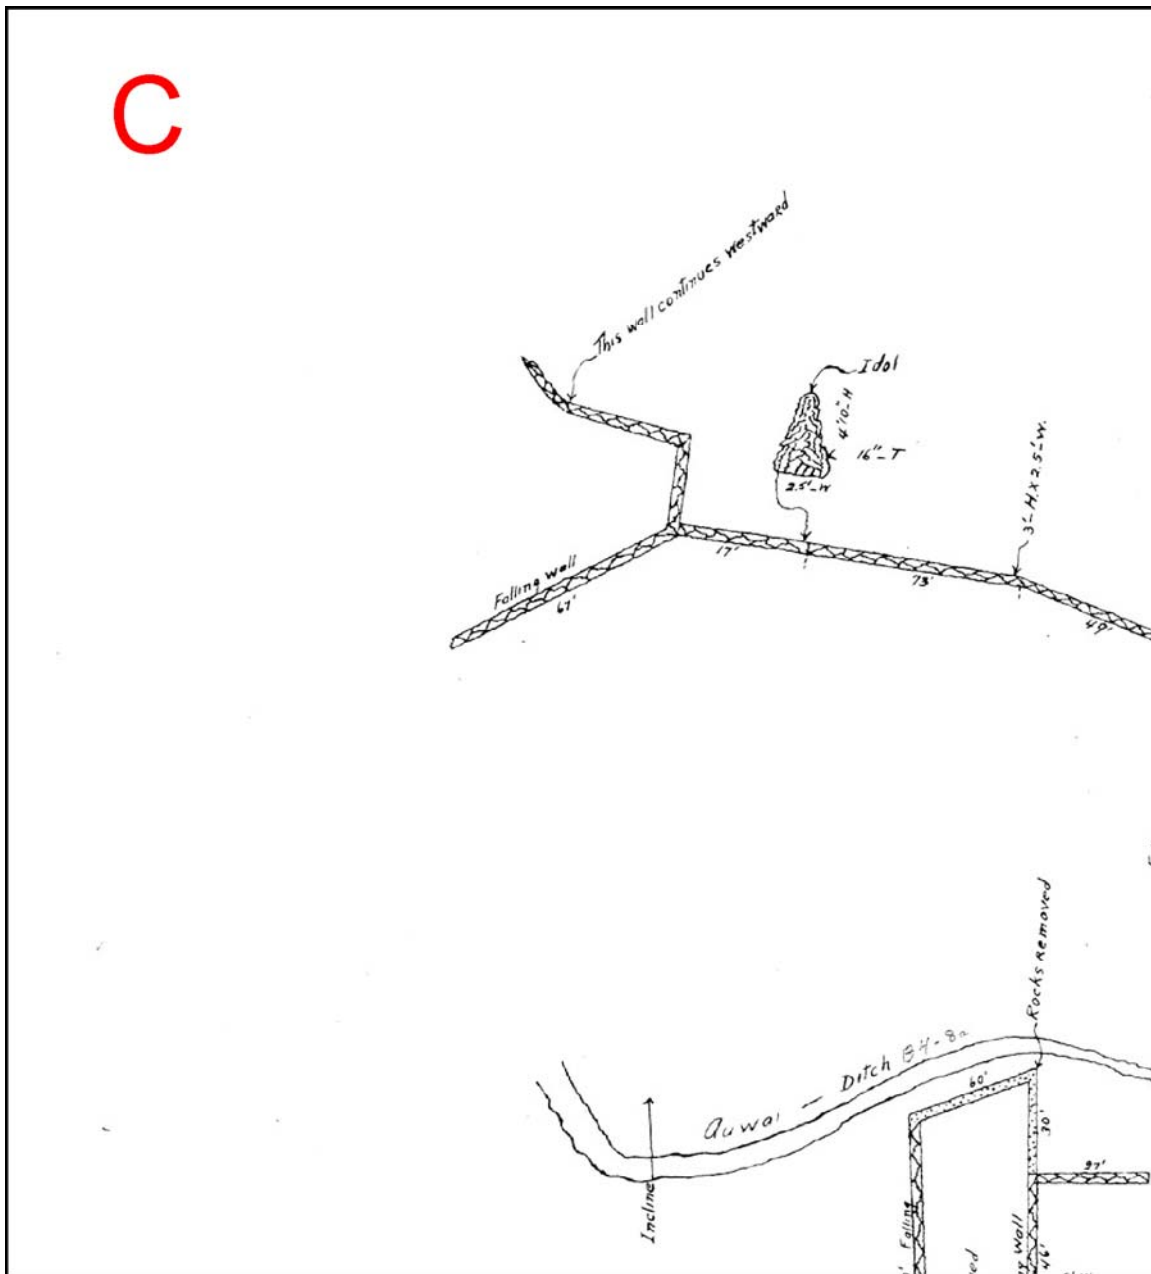 C
This wall continues Westward
Idol
4'10"-H
16"-T
2.5'-W
3'-H.X 2.5'-W.
17'
73'
49'
Falling wall
67'
Rocks Removed
Auwai - Ditch B4-8a
60'
30'
Incline
97'
Falling
Wall
46'